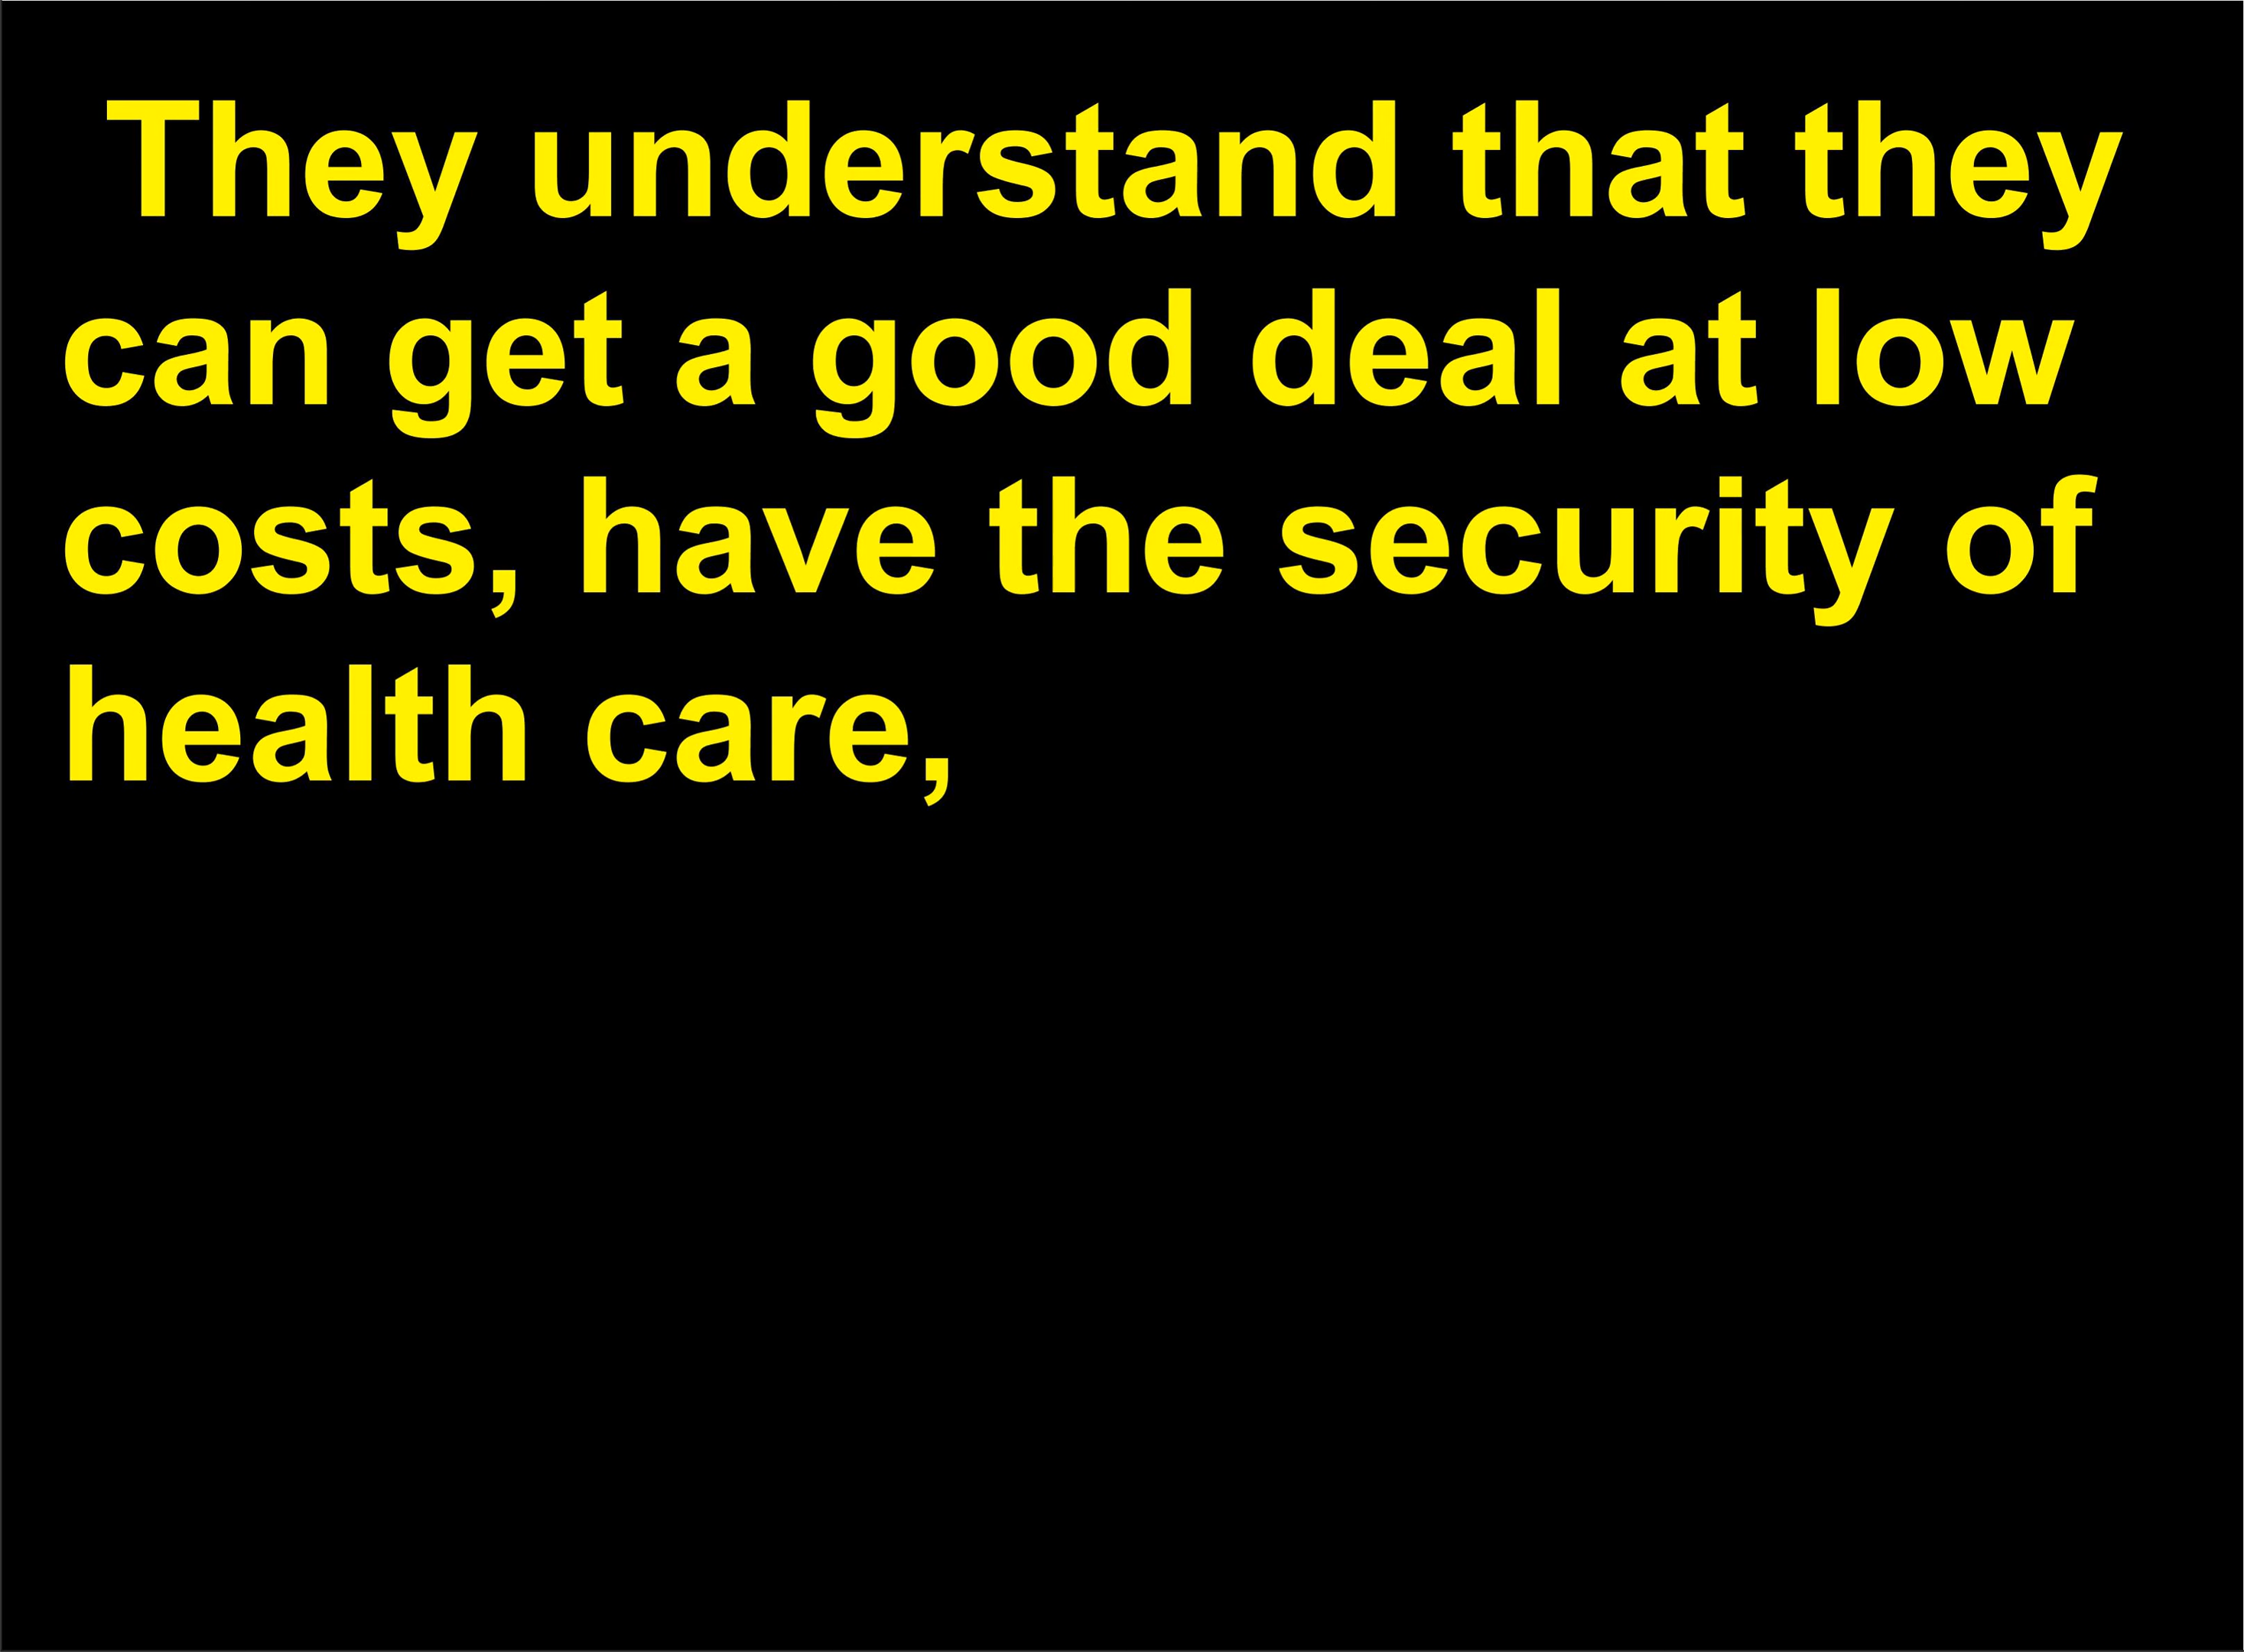 They understand that they
can get a good deal at low
costs, have the security of
health care,